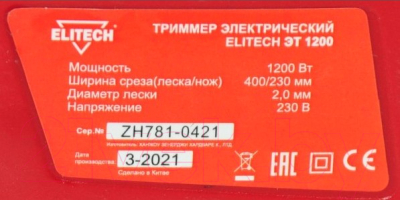 ELITECH
ТРИММЕР ЭЛЕКТРИЧЕСКИЙ
ELITECH ЭТ 1200
Мощность 1200 Вт
Ширина среза(леска/нож) 400/230 мм
Диаметр лески 2,0 мм
Напряжение 230 В
Сер.№ ZH781-0421
Дата производства: 3-2021
Сделано в Китае
EAC